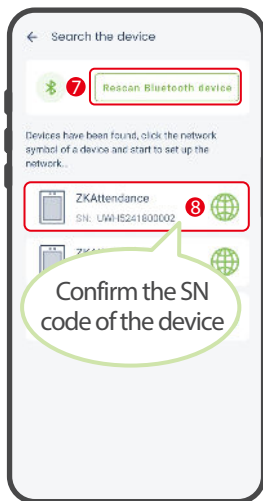 ← Search the device
7 Rescan Bluetooth device
Devices have been found, click the network
symbol of a device and start to set up the
network..
ZKAttendance
SN: UWH5241800002 8
Confirm the SN
code of the device